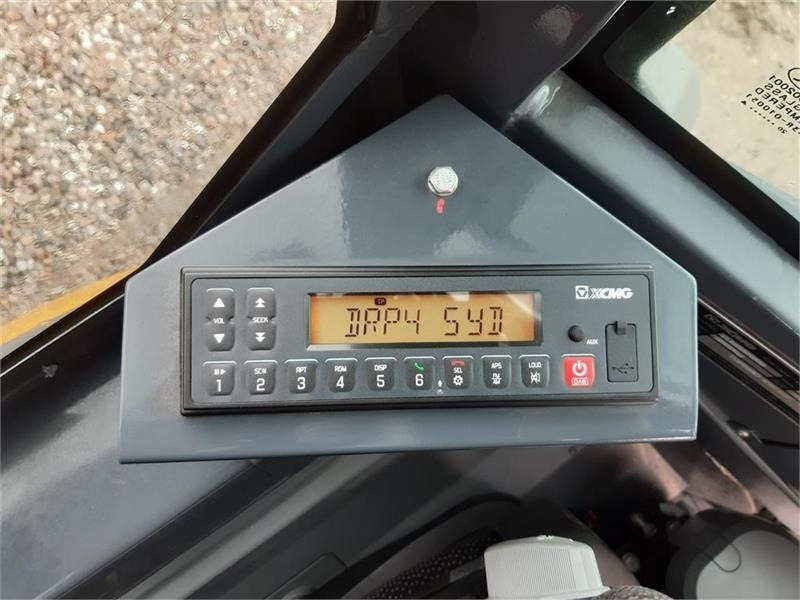 TP
DRP4 SYD
XCMG
VOL
SEEK
AUX
1
SCN
2
RPT
3
RDM
4
DISP
5
6
SEL
APS
LOUD
DAB